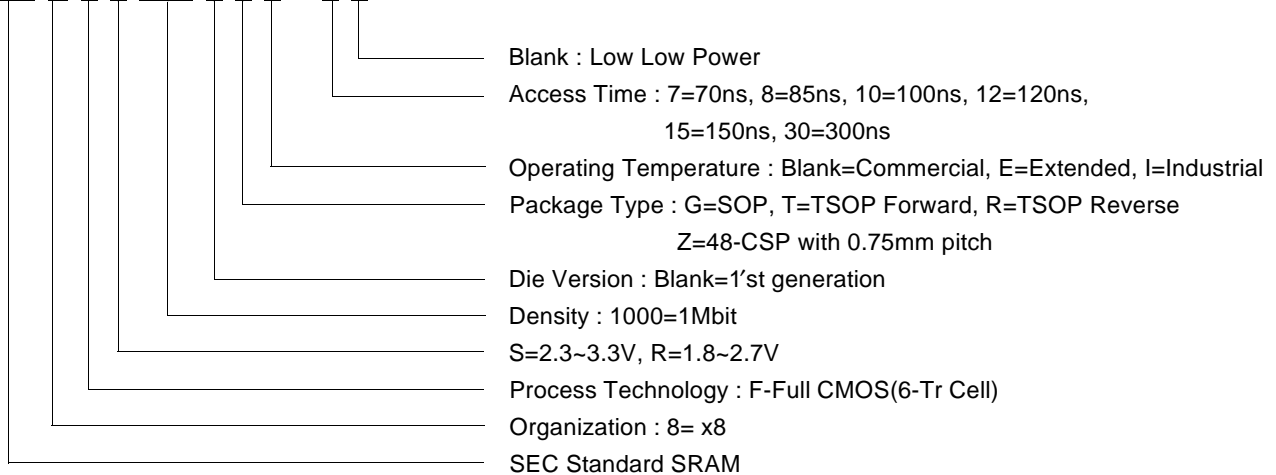 Blank : Low Low Power
Access Time : 7=70ns, 8=85ns, 10=100ns, 12=120ns,
15=150ns, 30=300ns
Operating Temperature : Blank=Commercial, E=Extended, I=Industrial
Package Type : G=SOP, T=TSOP Forward, R=TSOP Reverse
Z=48-CSP with 0.75mm pitch
Die Version : Blank=1′st generation
Density : 1000=1Mbit
S=2.3~3.3V, R=1.8~2.7V
Process Technology : F-Full CMOS(6-Tr Cell)
Organization : 8= x8
SEC Standard SRAM